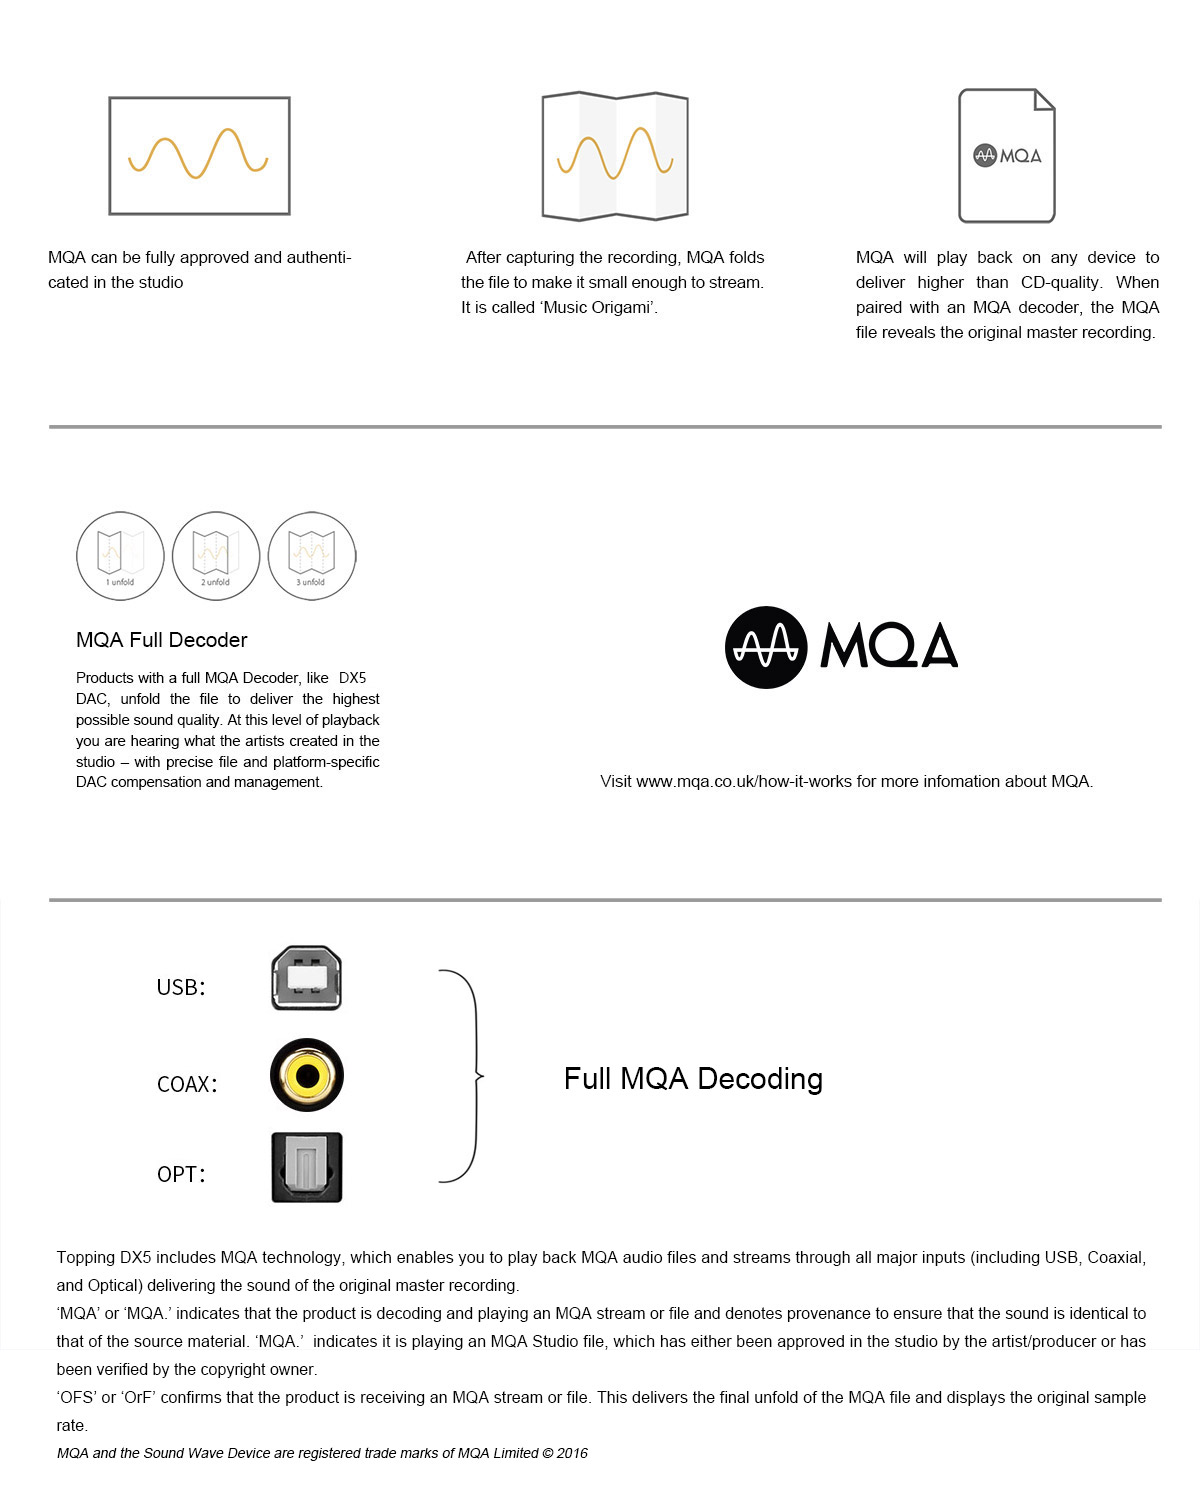 MQA
MQA can be fully approved and authenti-
cated in the studio
After capturing the recording, MQA folds
the file to make it small enough to stream.
It is called ‘Music Origami’.
MQA will play back on any device to
deliver higher than CD-quality. When
paired with an MQA decoder, the MQA
file reveals the original master recording.
1 unfold
2 unfold
3 unfold
MQA Full Decoder
Products with a full MQA Decoder, like DX5
DAC, unfold the file to deliver the highest
possible sound quality. At this level of playback
you are hearing what the artists created in the
studio – with precise file and platform-specific
DAC compensation and management.
MQA
Visit www.mqa.co.uk/how-it-works for more infomation about MQA.
USB:
COAX:
OPT:
Full MQA Decoding
Topping DX5 includes MQA technology, which enables you to play back MQA audio files and streams through all major inputs (including USB, Coaxial,
and Optical) delivering the sound of the original master recording.
‘MQA’ or ‘MQA.’ indicates that the product is decoding and playing an MQA stream or file and denotes provenance to ensure that the sound is identical to
that of the source material. ‘MQA.’ indicates it is playing an MQA Studio file, which has either been approved in the studio by the artist/producer or has
been verified by the copyright owner.
‘OFS’ or ‘OrF’ confirms that the product is receiving an MQA stream or file. This delivers the final unfold of the MQA file and displays the original sample
rate.
MQA and the Sound Wave Device are registered trade marks of MQA Limited © 2016